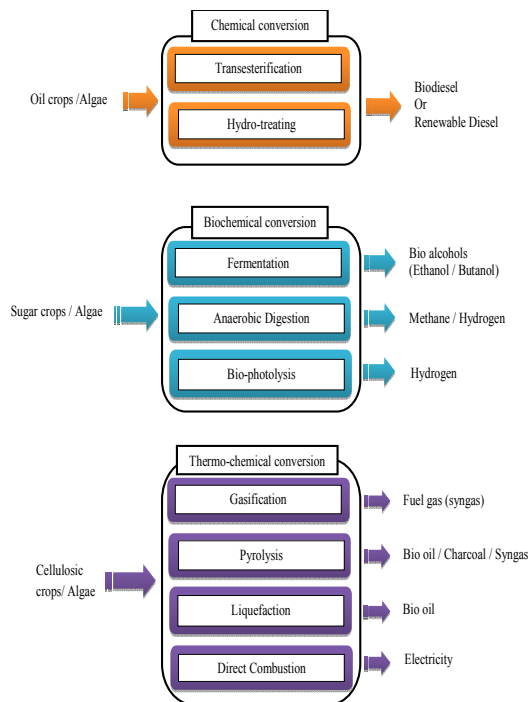 Chemical conversion
Transesterification
Oil crops /Algae
Hydro-treating
Biodiesel
Or
Renewable Diesel
Biochemical conversion
Fermentation
Bio alcohols
(Ethanol / Butanol)
Sugar crops / Algae
Anaerobic Digestion
Methane / Hydrogen
Bio-photolysis
Hydrogen
Thermo-chemical conversion
Gasification
Fuel gas (syngas)
Pyrolysis
Bio oil / Charcoal / Syngas
Cellulosic
crops/ Algae
Liquefaction
Bio oil
Direct Combustion
Electricity